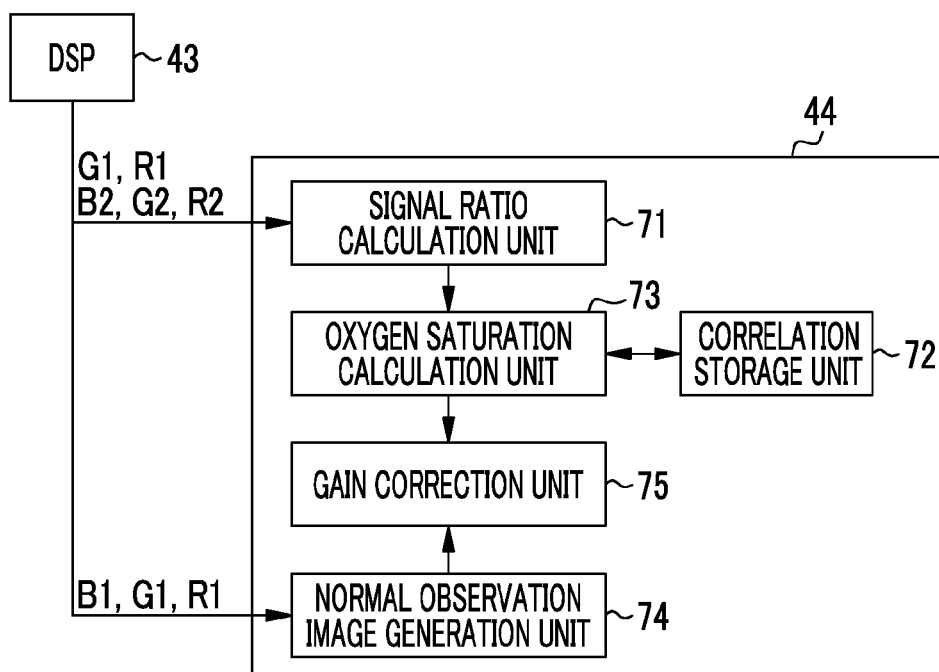 DSP
43
44
G1, R1
B2, G2, R2
SIGNAL RATIO
CALCULATION UNIT
71
73
OXYGEN SATURATION
CALCULATION UNIT
CORRELATION
STORAGE UNIT
72
GAIN CORRECTION UNIT
75
B1, G1, R1
NORMAL OBSERVATION
IMAGE GENERATION UNIT
74